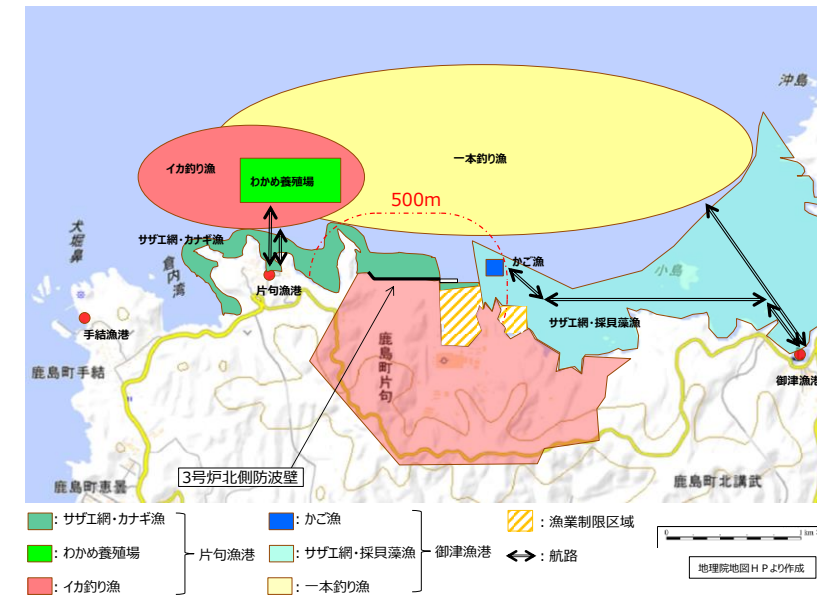 沖島
一本釣り漁
イカ釣り漁
わかめ養殖場
500m
犬堀鼻
サザエ網・カナギ漁
倉内湾
かご漁
小島
片句漁港
手結漁港
サザエ網・採貝藻漁
鹿島町片句
鹿島町手結
御津漁港
3号炉北側防波壁
鹿島町恵曇
鹿島町北講武
: サザエ網・カナギ漁
: わかめ養殖場
: イカ釣り漁
片句漁港
: かご漁
: サザエ網・採貝藻漁
: 一本釣り漁
御津漁港
: 漁業制限区域
: 航路
0 1 km
地理院地図ＨＰより作成